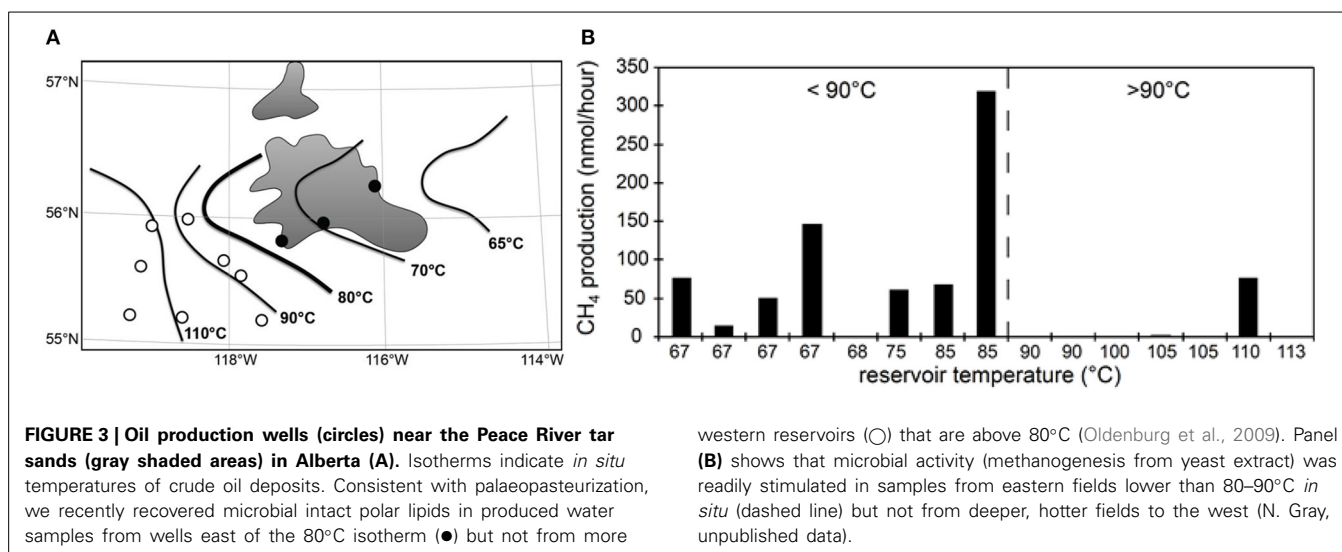 A
57°N
56°N
55°N
118°W
116°W
114°W
110°C
90°C
80°C
70°C
65°C
B
CH₄ production (nmol/hour)
350
300
250
200
150
100
50
0
< 90°C
>90°C
67 67 67 67 68 75 85 85 90 90 100 105 105 110 113
reservoir temperature (°C)
FIGURE 3 | Oil production wells (circles) near the Peace River tar
sands (gray shaded areas) in Alberta (A). Isotherms indicate in situ
temperatures of crude oil deposits. Consistent with palaeopasteurization,
we recently recovered microbial intact polar lipids in produced water
samples from wells east of the 80°C isotherm (●) but not from more
western reservoirs (○) that are above 80°C (Oldenburg et al., 2009). Panel
(B) shows that microbial activity (methanogenesis from yeast extract) was
readily stimulated in samples from eastern fields lower than 80–90°C in
situ (dashed line) but not from deeper, hotter fields to the west (N. Gray,
unpublished data).